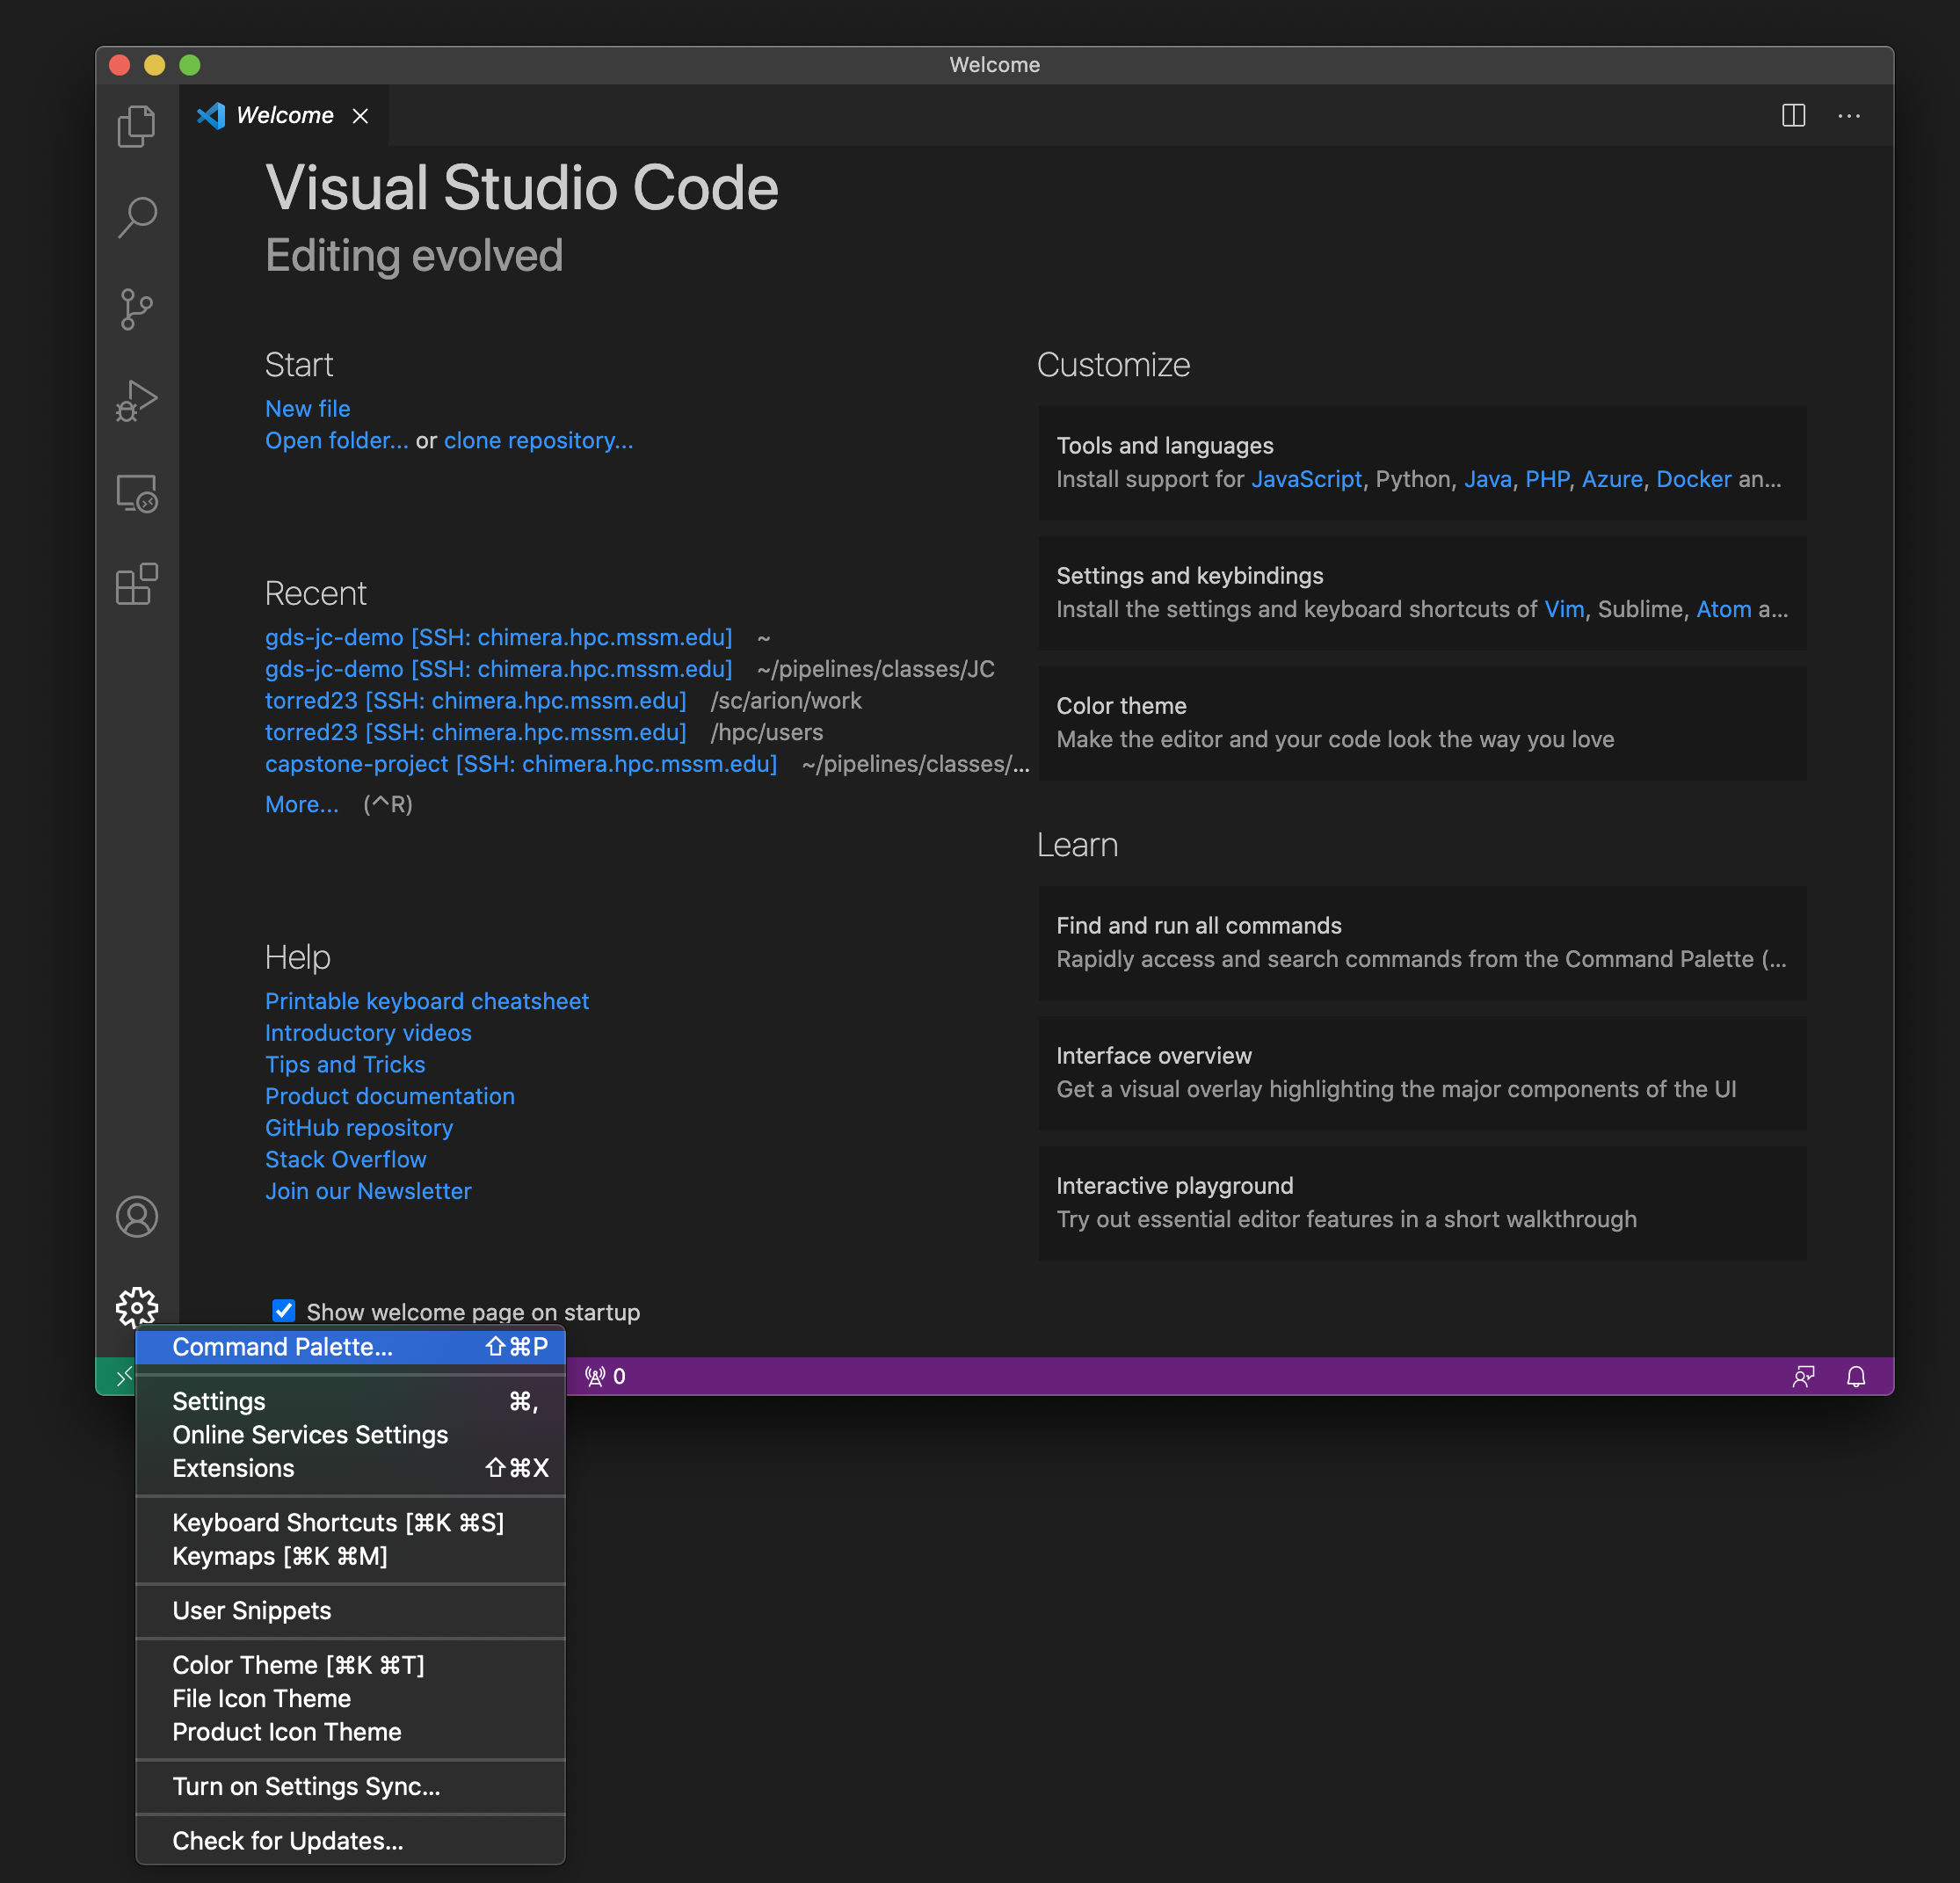 Welcome
Welcome
Visual Studio Code
Editing evolved
Start
New file
Open folder... or clone repository...
Recent
gds-jc-demo [SSH: chimera.hpc.mssm.edu] ~
gds-jc-demo [SSH: chimera.hpc.mssm.edu] ~/pipelines/classes/JC
torred23 [SSH: chimera.hpc.mssm.edu] /sc/arion/work
torred23 [SSH: chimera.hpc.mssm.edu] /hpc/users
capstone-project [SSH: chimera.hpc.mssm.edu] ~/pipelines/classes/...
More... (^R)
Help
Printable keyboard cheatsheet
Introductory videos
Tips and Tricks
Product documentation
GitHub repository
Stack Overflow
Join our Newsletter
Show welcome page on startup
Customize
Tools and languages
Install support for JavaScript, Python, Java, PHP, Azure, Docker an...
Settings and keybindings
Install the settings and keyboard shortcuts of Vim, Sublime, Atom a...
Color theme
Make the editor and your code look the way you love
Learn
Find and run all commands
Rapidly access and search commands from the Command Palette (...
Interface overview
Get a visual overlay highlighting the major components of the UI
Interactive playground
Try out essential editor features in a short walkthrough
0
Command Palette... ⇧⌘P
Settings ⌘,
Online Services Settings
Extensions ⇧⌘X
Keyboard Shortcuts [⌘K ⌘S]
Keymaps [⌘K ⌘M]
User Snippets
Color Theme [⌘K ⌘T]
File Icon Theme
Product Icon Theme
Turn on Settings Sync...
Check for Updates...